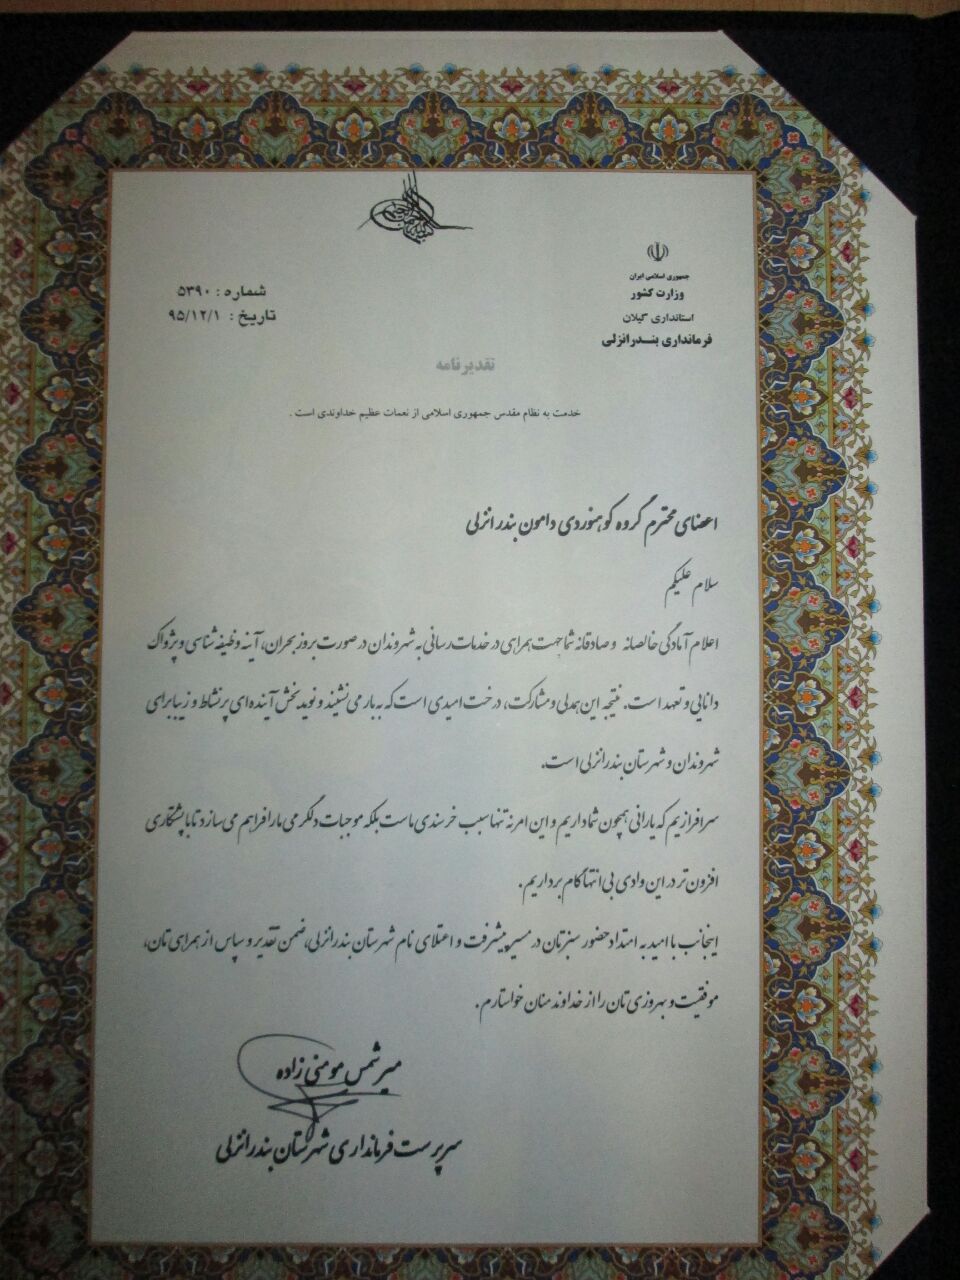 جمهوری اسلامی ایران
وزارت کشور
استانداری گیلان
فرمانداری بندرانزلی
شماره : ۵۳۹۰
تاریخ : ۹۵/۱۲/۱
تقدیرنامه
خدمت به نظام مقدس جمهوری اسلامی از نعمات عظیم خداوندی است .
اعضای محترم گروه کوهنوردی دامون بندرانزلی
سلام علیکم
اعلام آمادگی خالصانه و صادقانه شما جهت همرای در خدمات رسانی به شهروندان در صورت بروز بحران، آینه وظیفه شناسی و پژواک
دانایی و تعهد است. نتیجه این همدلی و مشارکت، درخت امیدی است که به بار می نشیند و نوید بخش آینده ای پرنشاط و زیبا برای
شهروندان و شهرستان بندرانزلی است.
سرافرازیم که یارانی همچون شما داریم و این امر نه تنها سبب خرسندی ماست بلکه موجبات دلگرمی ما را فراهم می سازد تا با پشتکاری
افزون تر در این وادی بی انتها گام برداریم .
اینجانب با امید به امتداد حضور سبزتان در مسیر پیشرفت و اعتلای نام شهرستان بندرانزلی، ضمن تقدیر و سپاس از همراهی تان،
موفقیت و بهروزی تان را از خداوند منان خواستارم .
میرشمس مومنی زاده
سرپرست فرمانداری شهرستان بندرانزلی